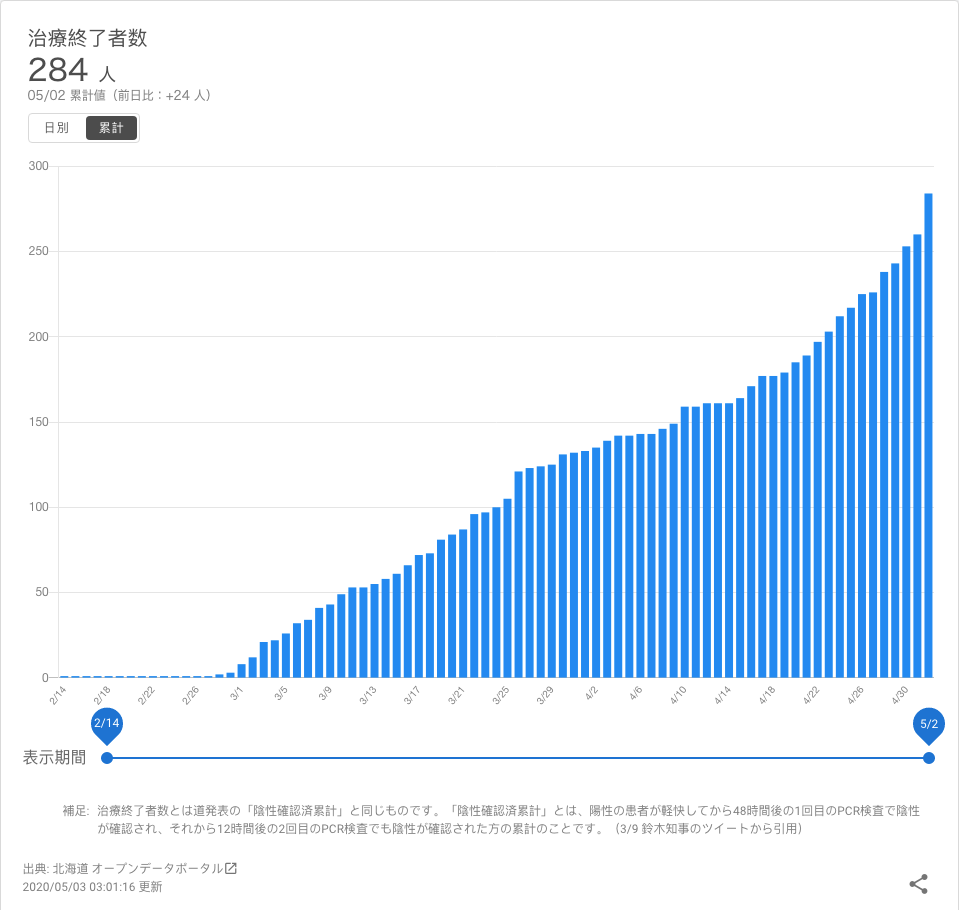 治療終了者数
284 人
05/02 累計値（前日比：+24 人）
日別 累計
300
250
200
150
100
50
0
2/14 2/18 2/22 2/26 3/1 3/5 3/9 3/13 3/17 3/21 3/25 3/29 4/2 4/6 4/10 4/14 4/18 4/22 4/26 4/30
2/14 5/2
表示期間
補足: 治療終了者数とは道発表の「陰性確認済累計」と同じものです。「陰性確認済累計」とは、陽性の患者が軽快してから48時間後の1回目のPCR検査で陰性
が確認され、それから12時間後の2回目のPCR検査でも陰性が確認された方の累計のことです。（3/9 鈴木知事のツイートから引用）
出典: 北海道 オープンデータポータル
2020/05/03 03:01:16 更新